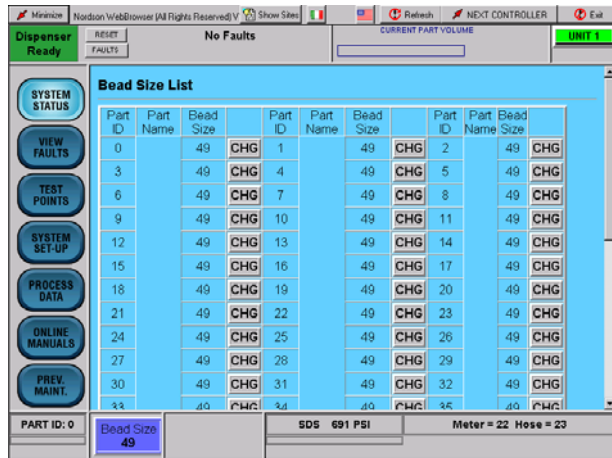 Minimize Nordson WebBrowser (All Rights Reserved) V Show Sites Refresh NEXT CONTROLLER Exit
Dispenser
Ready
RESET
FAULTS
No Faults
CURRENT PART VOLUME
UNIT 1
SYSTEM
STATUS
VIEW
FAULTS
TEST
POINTS
SYSTEM
SET-UP
PROCESS
DATA
ONLINE
MANUALS
PREV.
MAINT.
Bead Size List
Part ID Part Name Bead Size Part ID Part Name Bead Size Part ID Part Name Bead Size
0 49 CHG 1 49 CHG 2 49 CHG
3 49 CHG 4 49 CHG 5 49 CHG
6 49 CHG 7 49 CHG 8 49 CHG
9 49 CHG 10 49 CHG 11 49 CHG
12 49 CHG 13 49 CHG 14 49 CHG
15 49 CHG 16 49 CHG 17 49 CHG
18 49 CHG 19 49 CHG 20 49 CHG
21 49 CHG 22 49 CHG 23 49 CHG
24 49 CHG 25 49 CHG 26 49 CHG
27 49 CHG 28 49 CHG 29 49 CHG
30 49 CHG 31 49 CHG 32 49 CHG
33 49 CHG 34 49 CHG 35 49 CHG
PART ID: 0
Bead Size
49
SDS 691 PSI
Meter = 22 Hose = 23